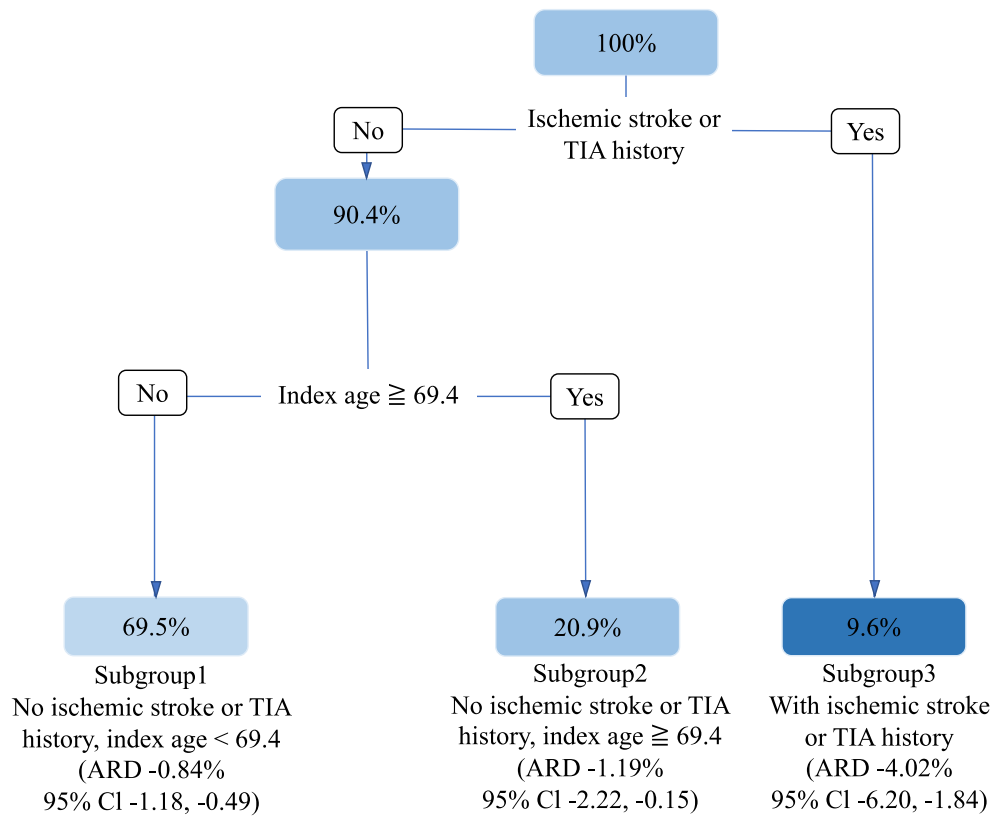 100%
Ischemic stroke or
TIA history
No
Yes
90.4%
Index age ≧ 69.4
No
Yes
69.5%
Subgroup1
No ischemic stroke or TIA
history, index age < 69.4
(ARD -0.84%
95% Cl -1.18, -0.49)
20.9%
Subgroup2
No ischemic stroke or TIA
history, index age ≧ 69.4
(ARD -1.19%
95% Cl -2.22, -0.15)
9.6%
Subgroup3
With ischemic stroke
or TIA history
(ARD -4.02%
95% Cl -6.20, -1.84)